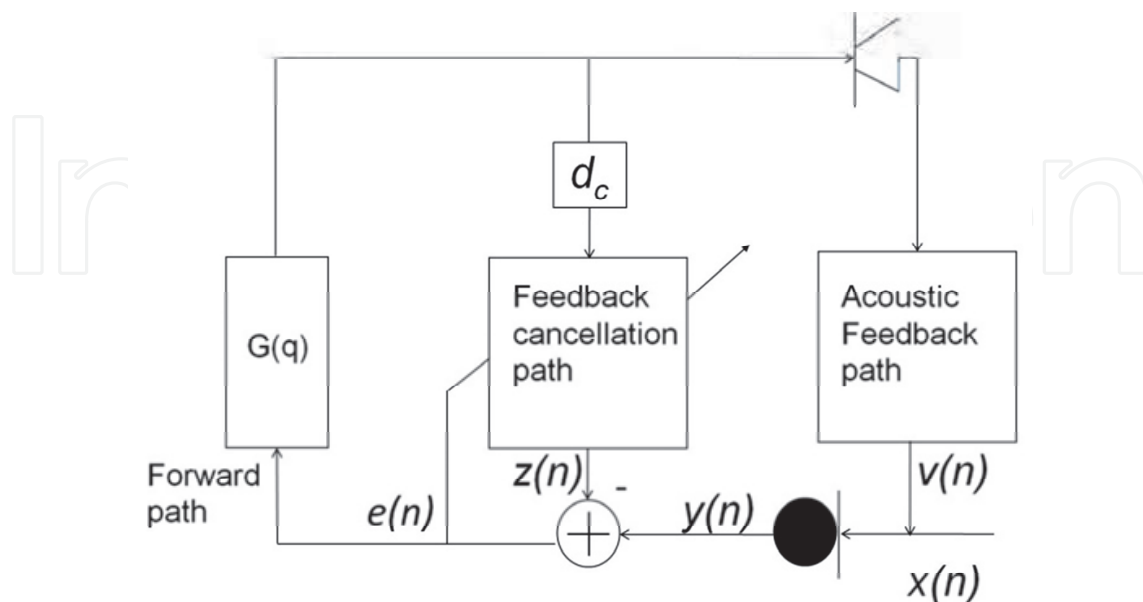 d_c
Feedback
cancellation
path
Acoustic
Feedback
path
G(q)
Forward
path
z(n)
-
v(n)
e(n)
y(n)
x(n)